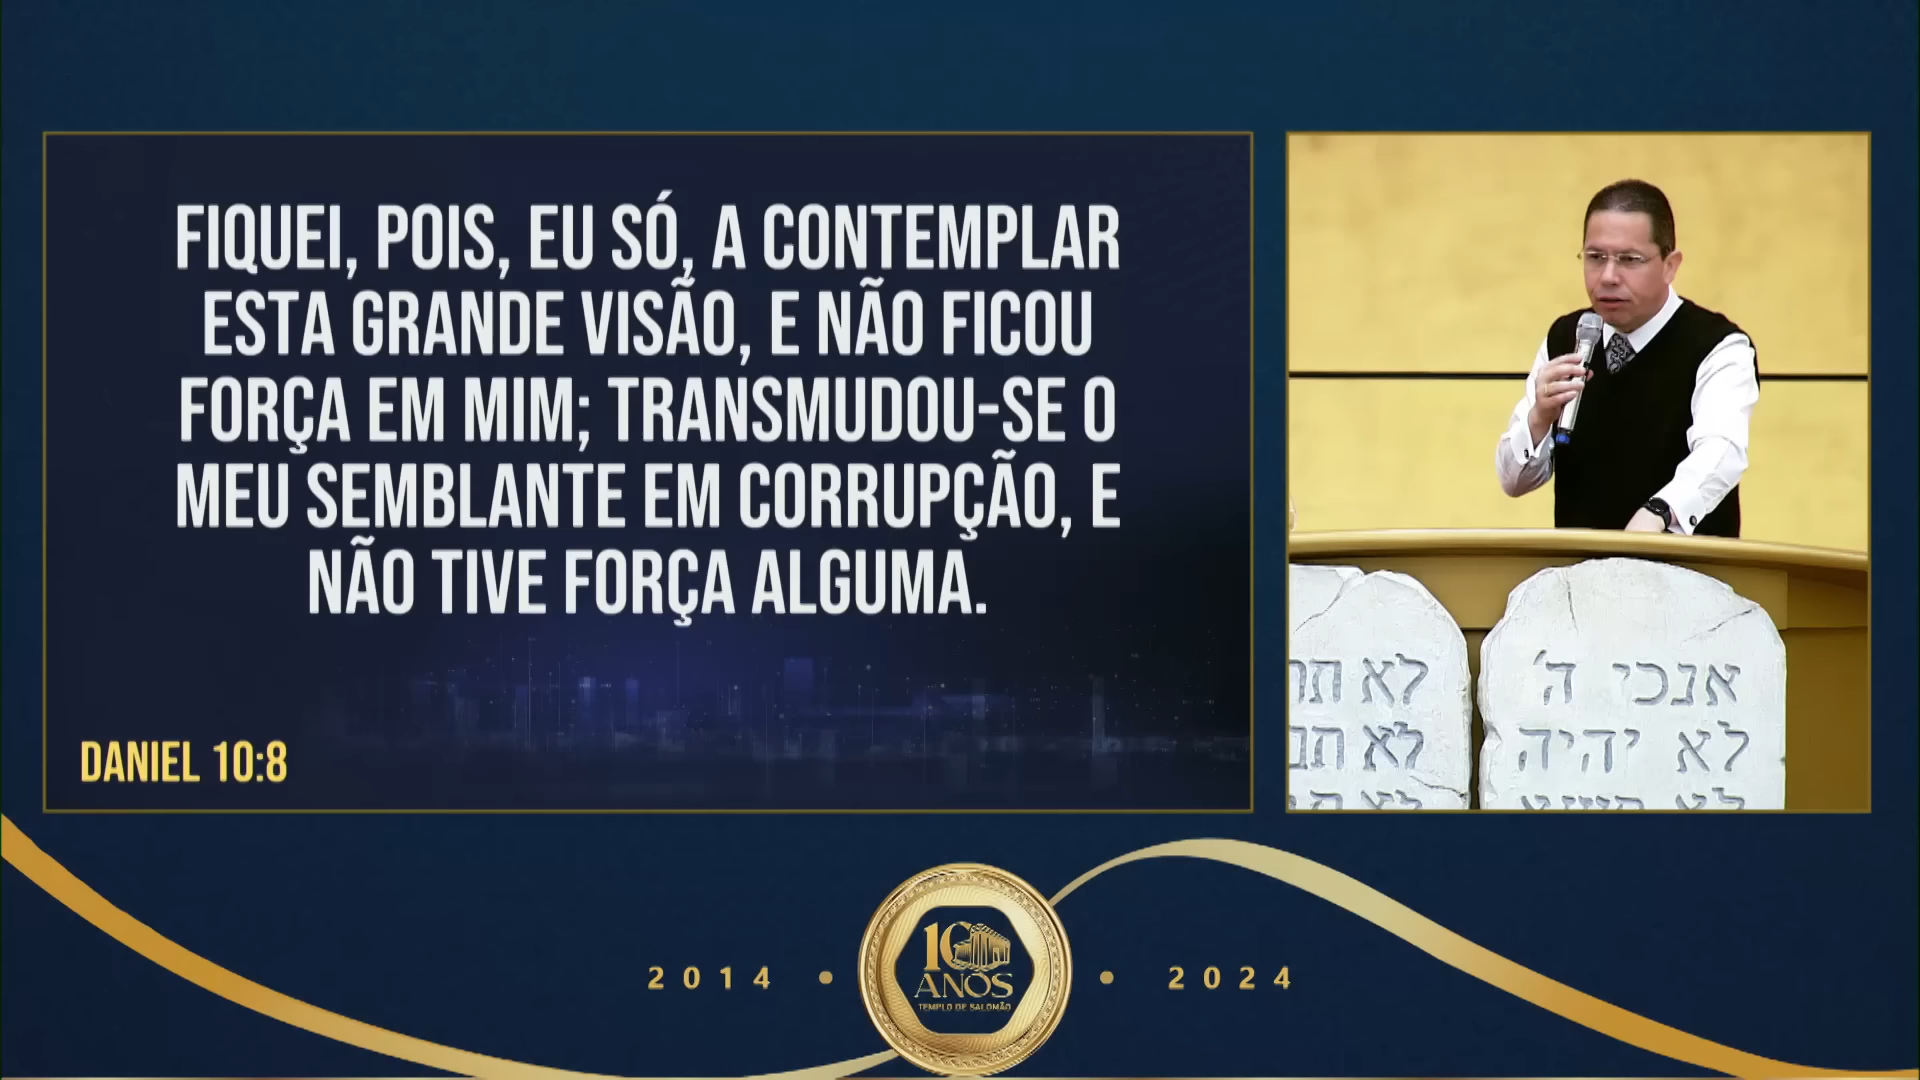 FIQUEI, POIS, EU SÓ, A CONTEMPLAR
ESTA GRANDE VISÃO, E NÃO FICOU
FORÇA EM MIM; TRANSMUDOU-SE O
MEU SEMBLANTE EM CORRUPÇÃO, E
NÃO TIVE FORÇA ALGUMA.
DANIEL 10:8
אנכי ה'
לא יהיה
לא
לא
2014 • 10 ANOS • 2024
TEMPLO DE SALOMÃO